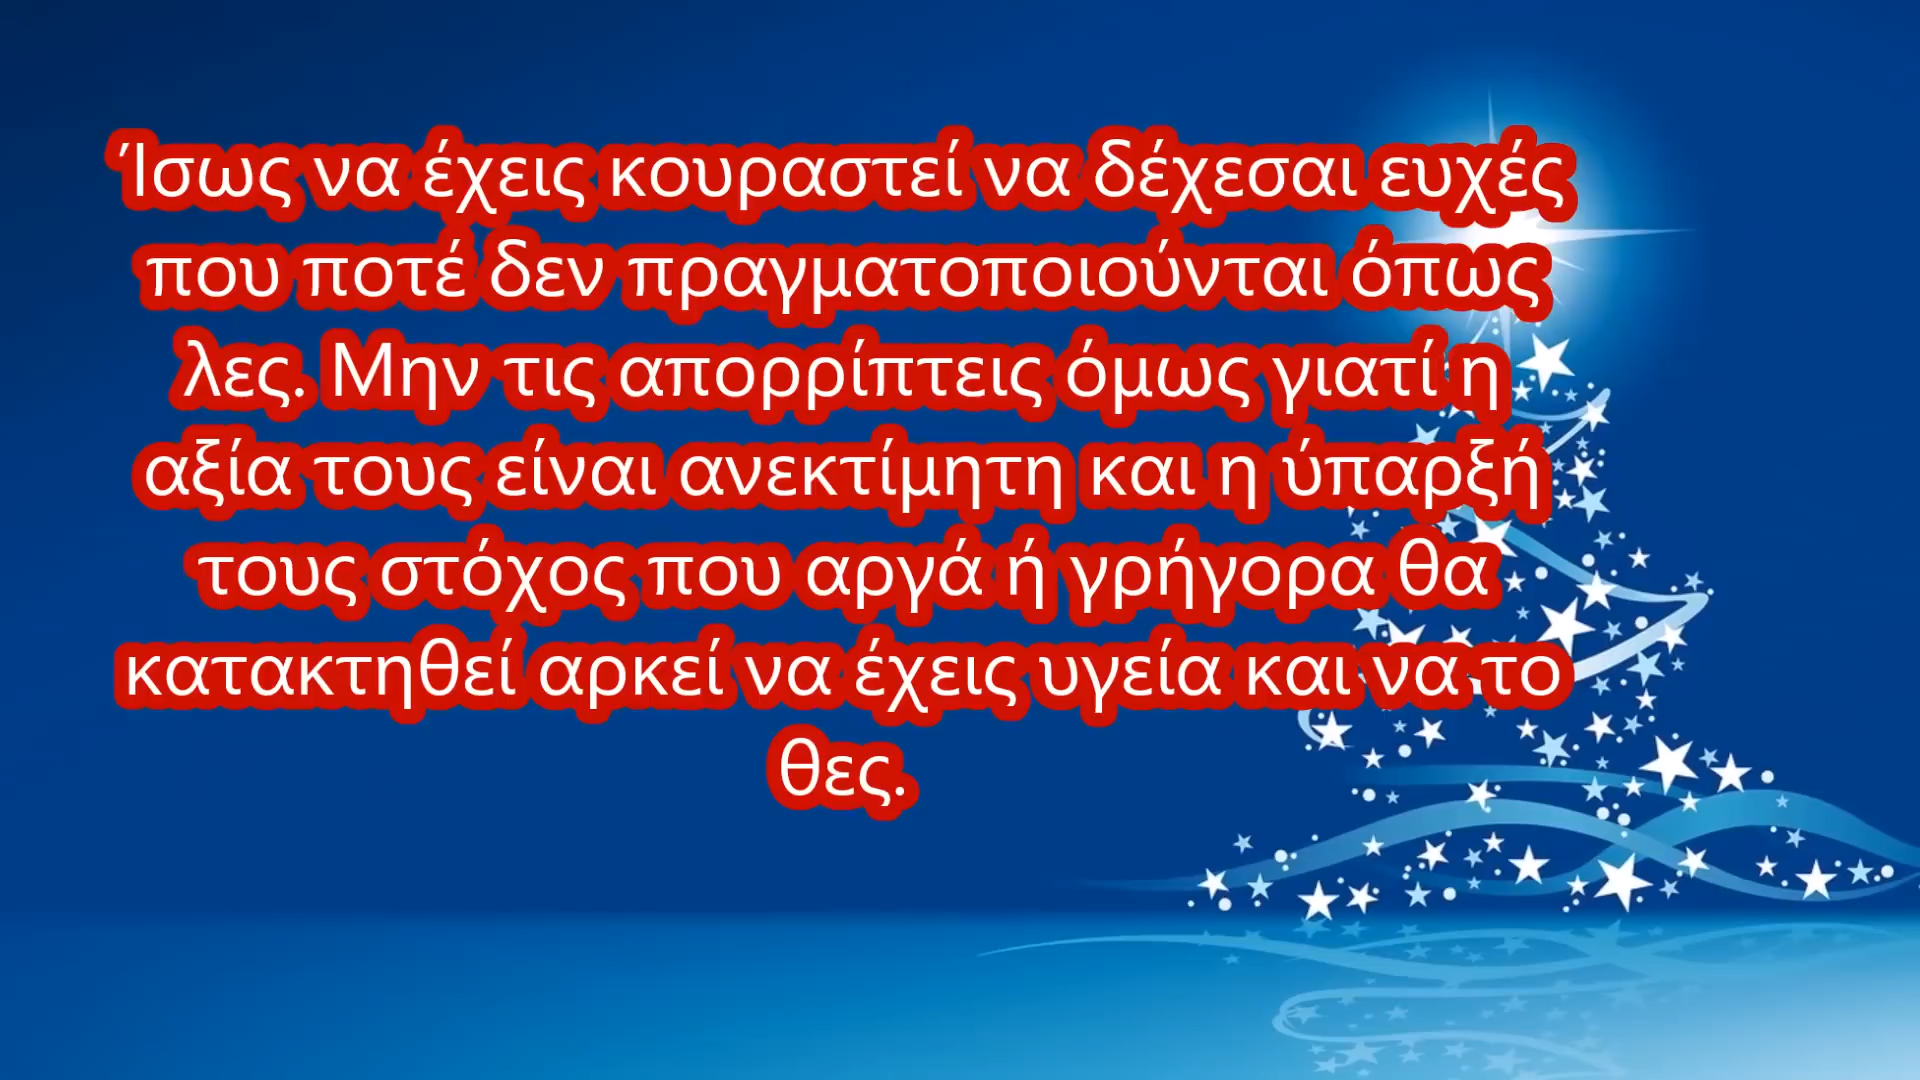 Ίσως να έχεις κουραστεί να δέχεσαι ευχές
που ποτέ δεν πραγματοποιούνται όπως
λες. Μην τις απορρίπτεις όμως γιατί η
αξία τους είναι ανεκτίμητη και η ύπαρξή
τους στόχος που αργά ή γρήγορα θα
κατακτηθεί αρκεί να έχεις υγεία και να το
θες.